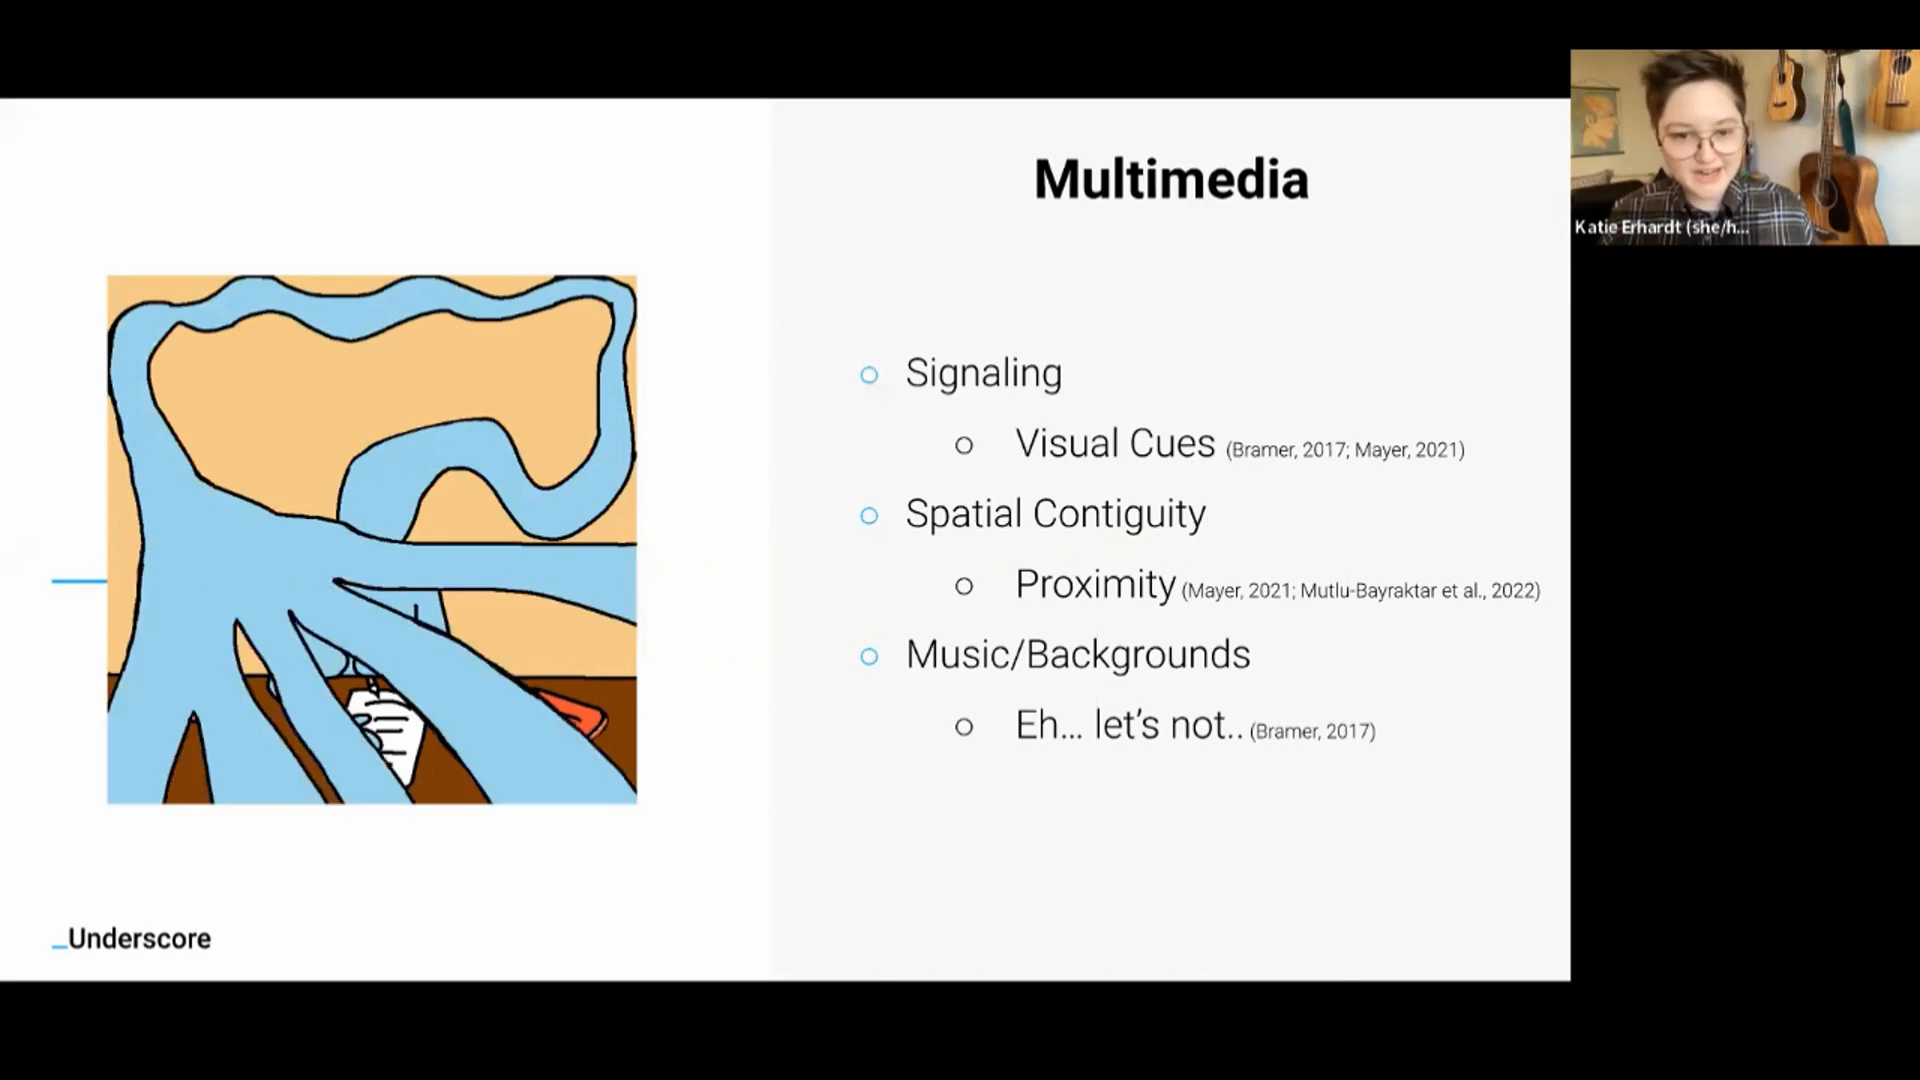 Multimedia
Signaling
Visual Cues (Bramer, 2017; Mayer, 2021)
Spatial Contiguity
Proximity (Mayer, 2021; Mutlu-Bayraktar et al., 2022)
Music/Backgrounds
Eh... let's not.. (Bramer, 2017)
_Underscore
Katie Erhardt (she/h...